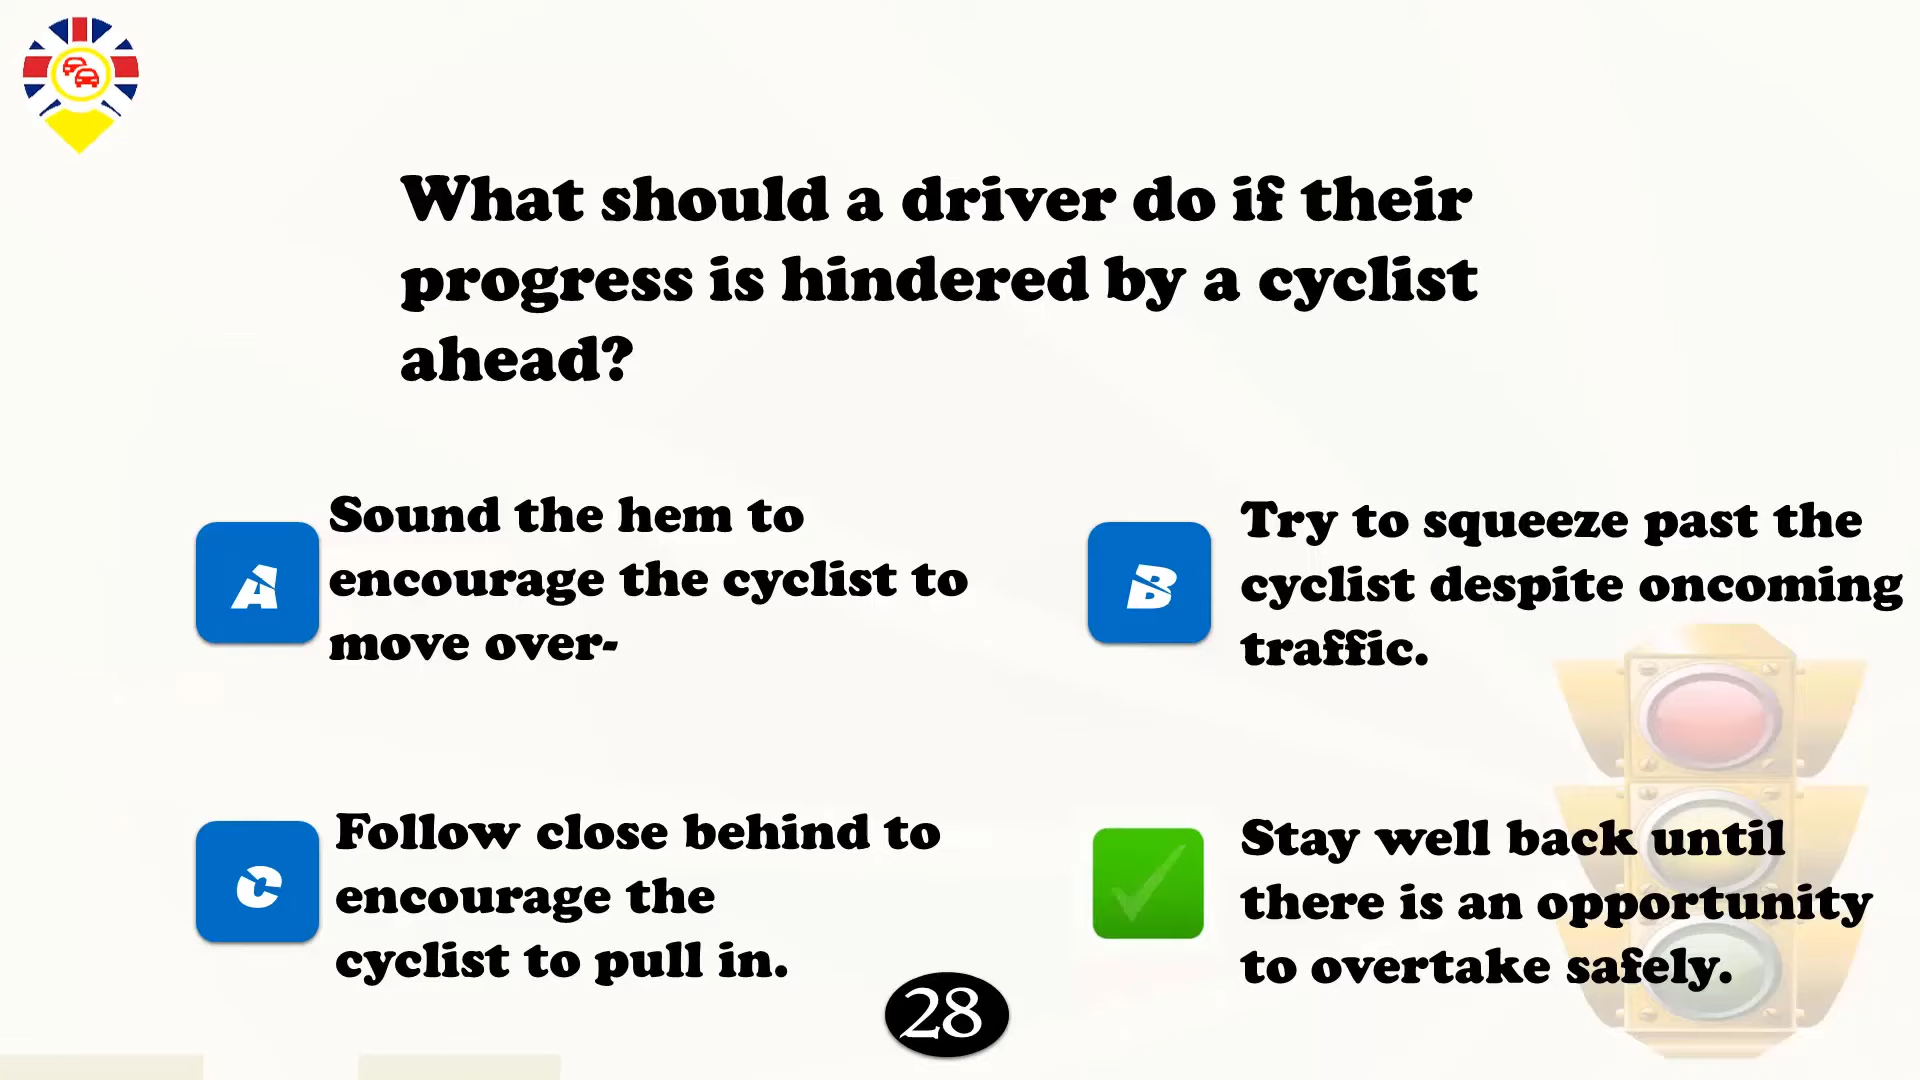 What should a driver do if their
progress is hindered by a cyclist
ahead?
A
Sound the hem to
encourage the cyclist to
move over-
B
Try to squeeze past the
cyclist despite oncoming
traffic.
C
Follow close behind to
encourage the
cyclist to pull in.
Stay well back until
there is an opportunity
to overtake safely.
28